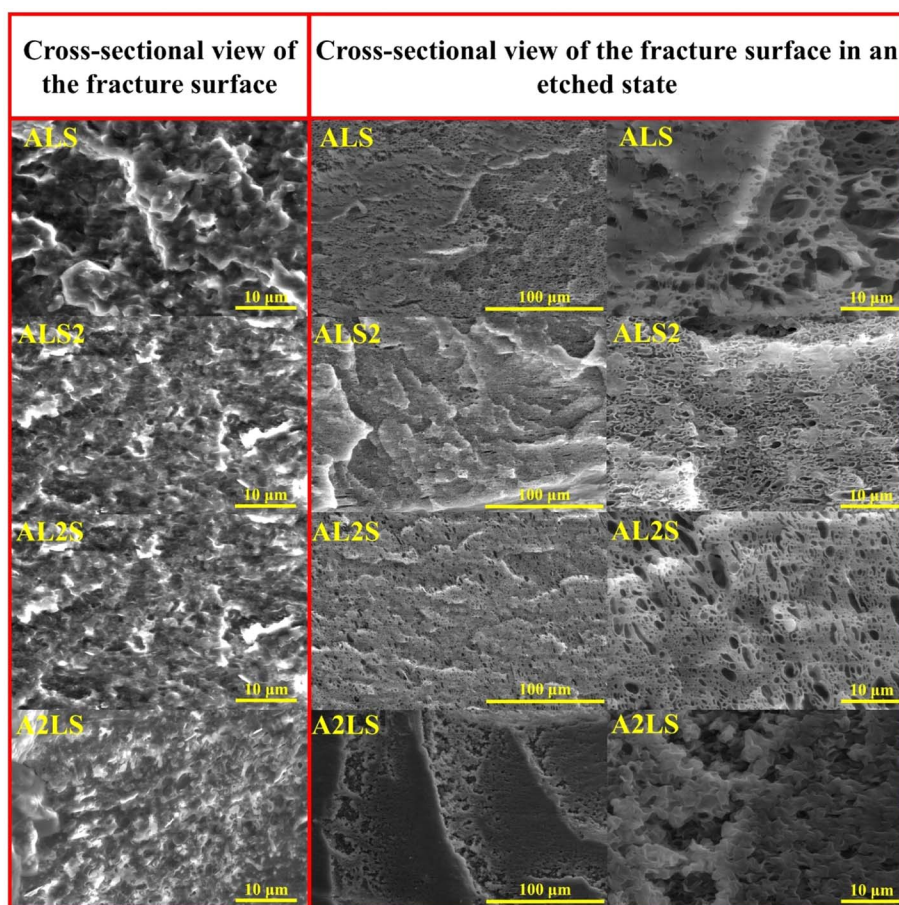 Cross-sectional view of
the fracture surface
Cross-sectional view of the fracture surface in an
etched state
ALS
10 µm
ALS
100 µm
ALS
10 µm
ALS2
10 µm
ALS2
100 µm
ALS2
10 µm
AL2S
10 µm
AL2S
100 µm
AL2S
10 µm
A2LS
10 µm
A2LS
100 µm
A2LS
10 µm